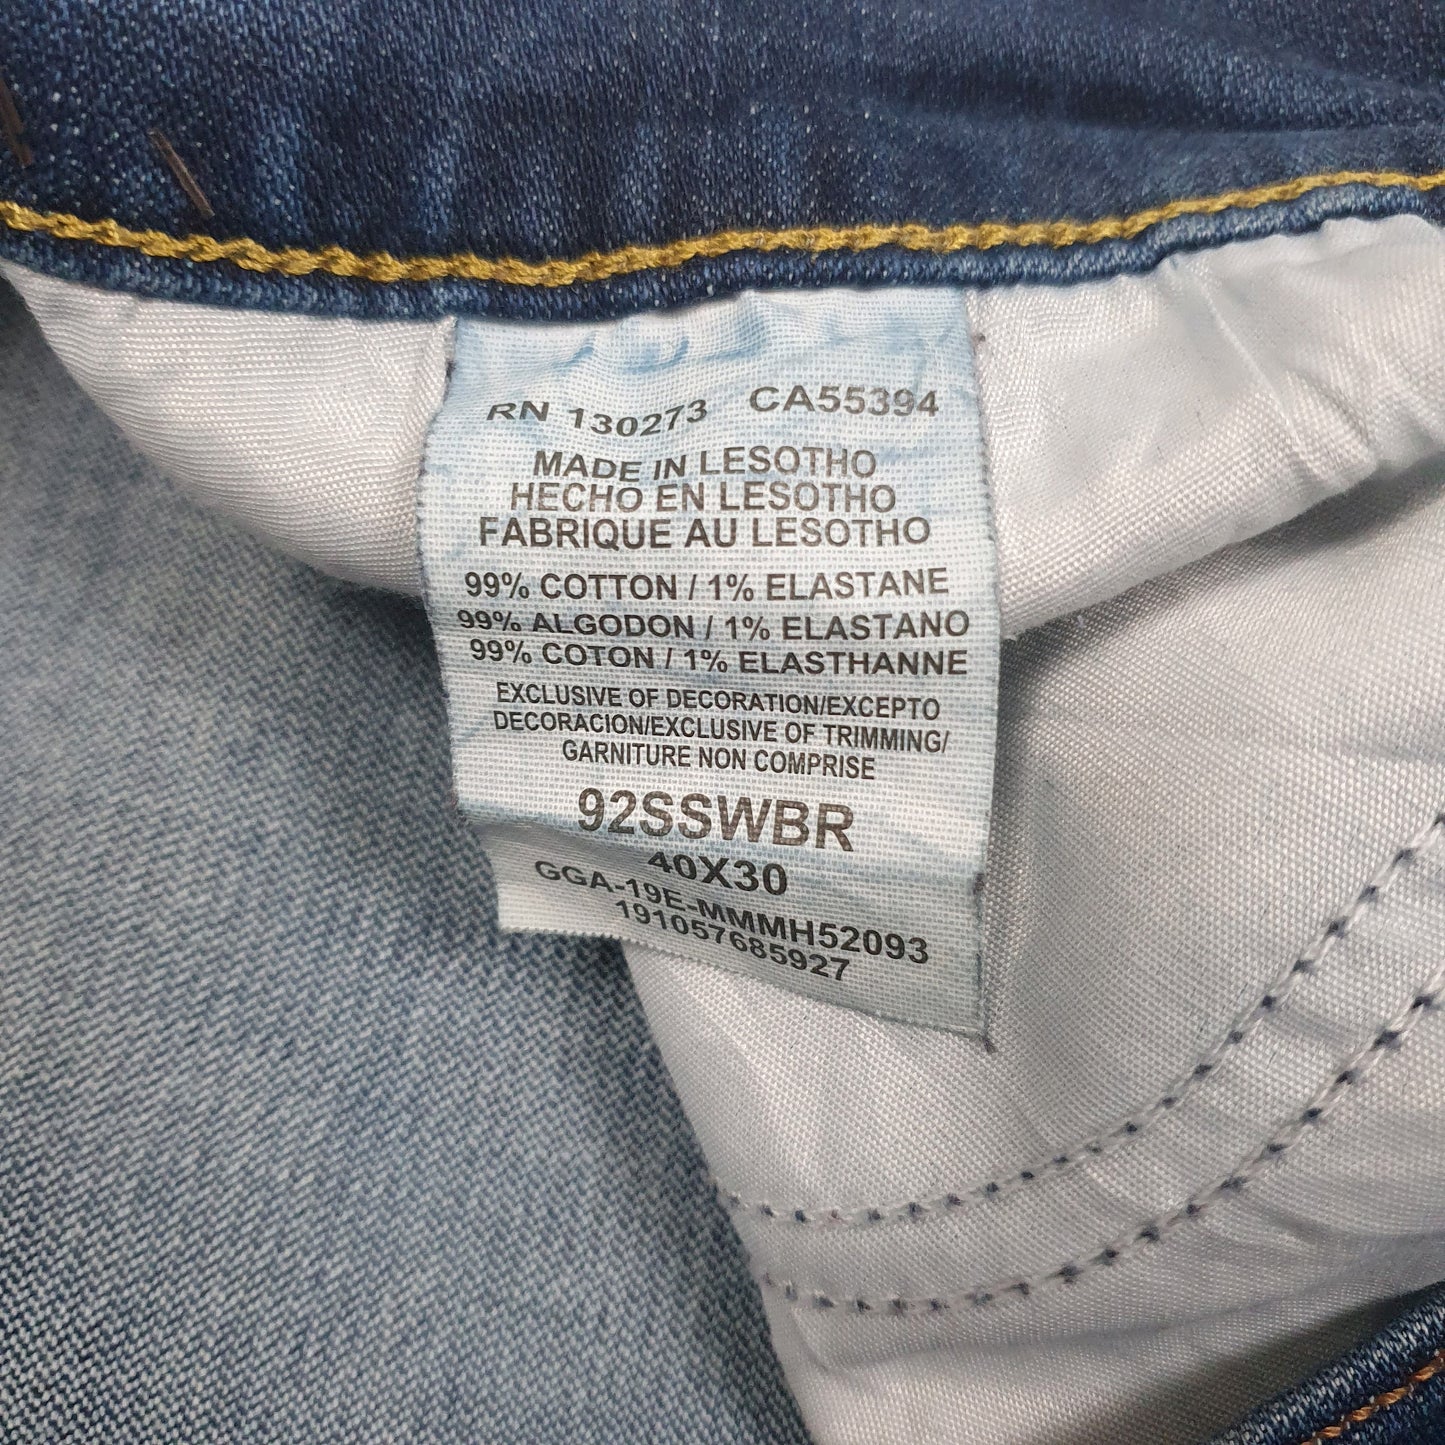 RN 130273 CA55394
MADE IN LESOTHO
HECHO EN LESOTHO
FABRIQUE AU LESOTHO
99% COTTON / 1% ELASTANE
99% ALGODON / 1% ELASTANO
99% COTON / 1% ELASTHANNE
EXCLUSIVE OF DECORATION/EXCEPTO
DECORACION/EXCLUSIVE OF TRIMMING/
GARNITURE NON COMPRISE
92SSWBR
40X30
GGA-19E-MMMH52093
191057685927